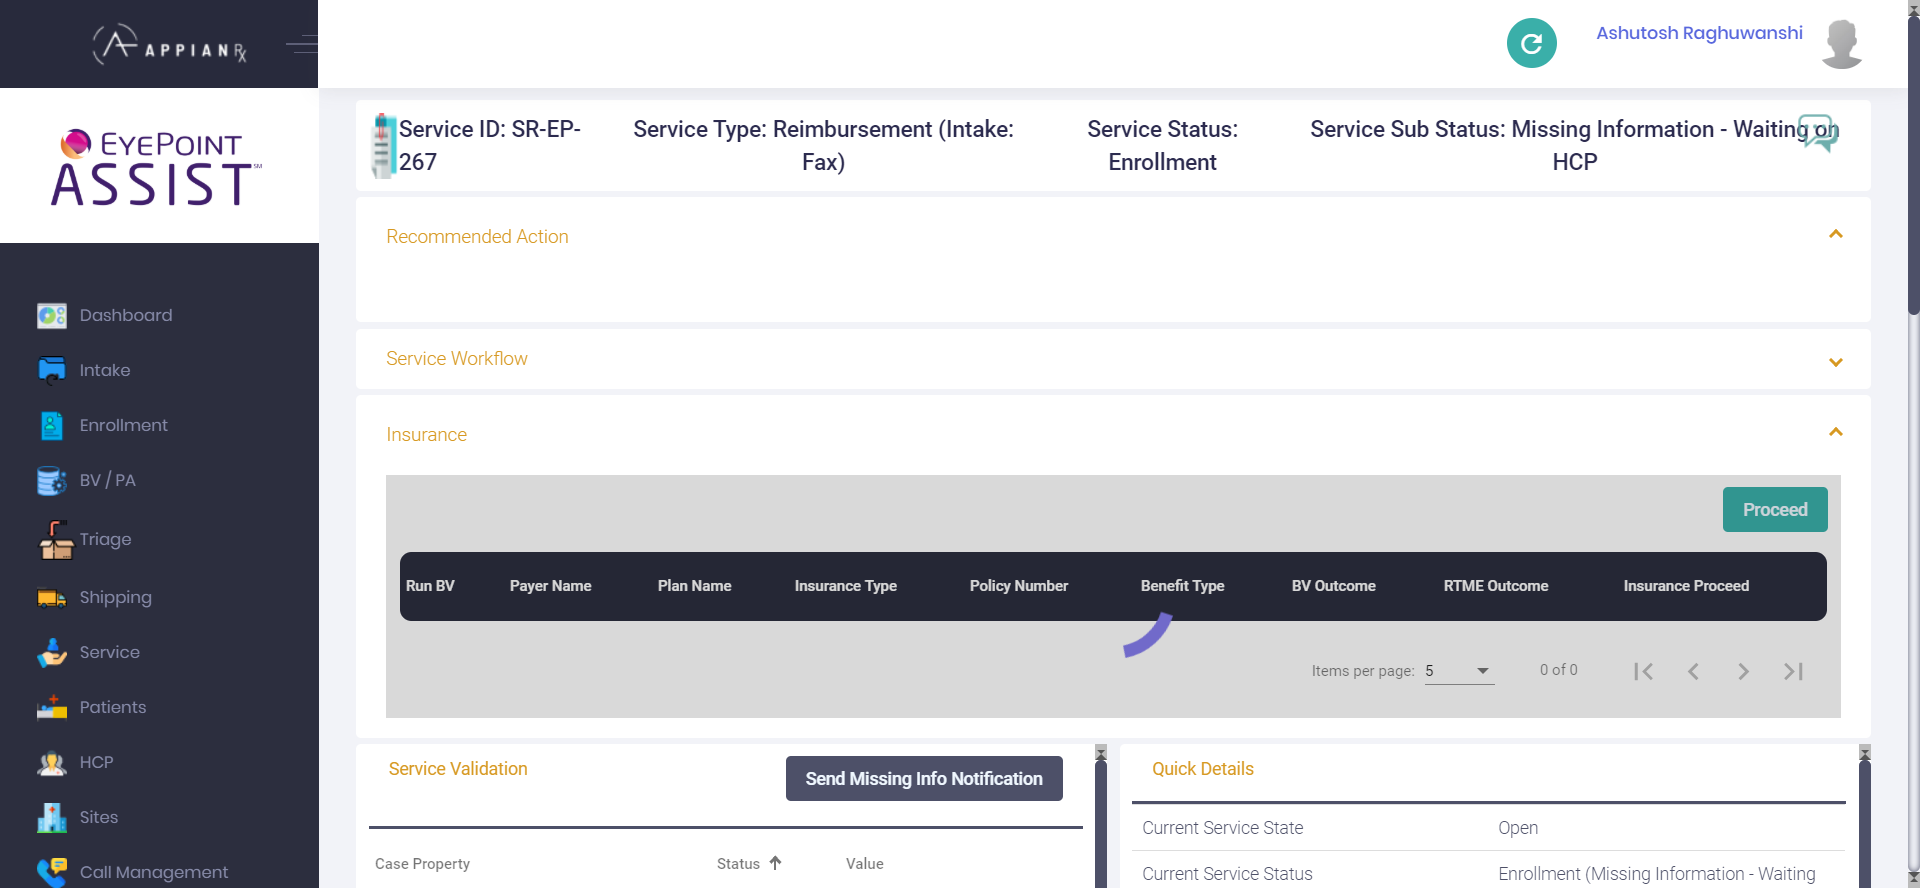 APPIANRx
Ashutosh Raghuwanshi
EYEPOINT
ASSIST℠
Dashboard
Intake
Enrollment
BV / PA
Triage
Shipping
Service
Patients
HCP
Sites
Call Management
Service ID: SR-EP-
267
Service Type: Reimbursement (Intake:
Fax)
Service Status:
Enrollment
Service Sub Status: Missing Information - Waiting on
HCP
Recommended Action
Service Workflow
Insurance
Proceed
Run BV Payer Name Plan Name Insurance Type Policy Number Benefit Type BV Outcome RTME Outcome Insurance Proceed
Items per page: 5 0 of 0
Service Validation
Send Missing Info Notification
Case Property Status Value
Quick Details
Current Service State Open
Current Service Status Enrollment (Missing Information - Waiting